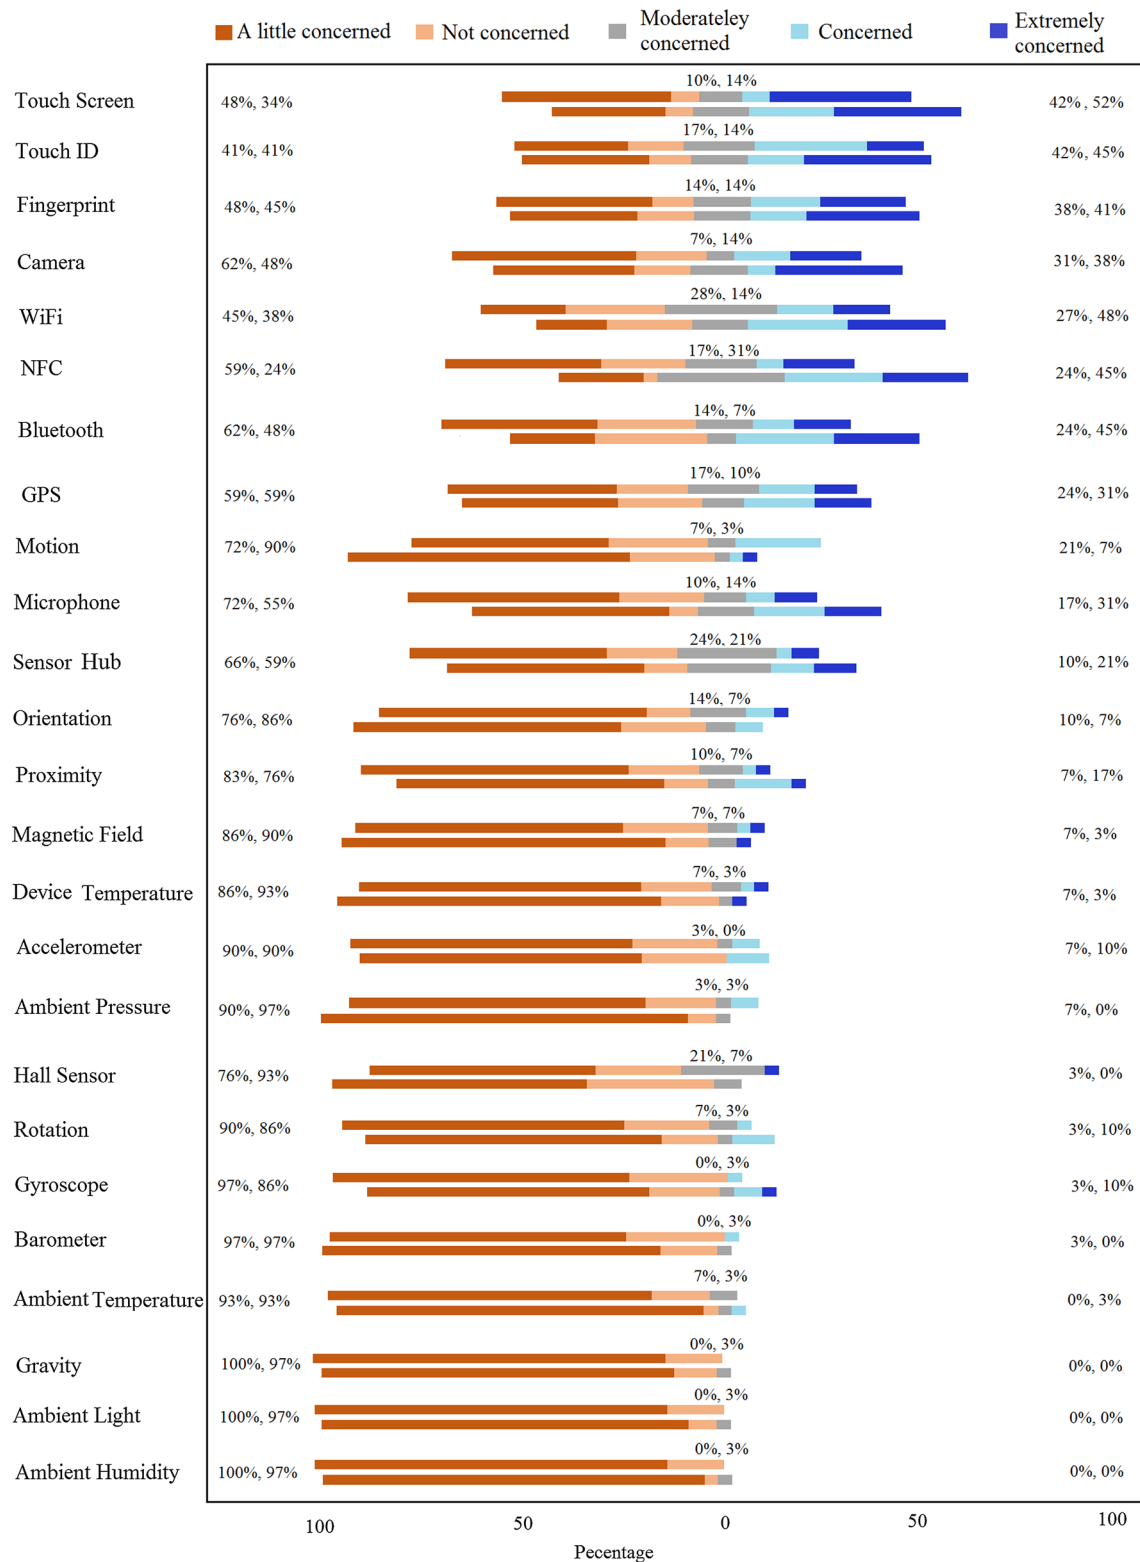 A little concerned Not concerned Moderateley concerned Concerned Extremely concerned
10%, 14%
Touch Screen 48%, 34% 42%, 52%
17%, 14%
Touch ID 41%, 41% 42%, 45%
14%, 14%
Fingerprint 48%, 45% 38%, 41%
7%, 14%
Camera 62%, 48% 31%, 38%
28%, 14%
WiFi 45%, 38% 27%, 48%
17%, 31%
NFC 59%, 24% 24%, 45%
14%, 7%
Bluetooth 62%, 48% 24%, 45%
17%, 10%
GPS 59%, 59% 24%, 31%
7%, 3%
Motion 72%, 90% 21%, 7%
10%, 14%
Microphone 72%, 55% 17%, 31%
24%, 21%
Sensor Hub 66%, 59% 10%, 21%
14%, 7%
Orientation 76%, 86% 10%, 7%
10%, 7%
Proximity 83%, 76% 7%, 17%
7%, 7%
Magnetic Field 86%, 90% 7%, 3%
7%, 3%
Device Temperature 86%, 93% 7%, 3%
3%, 0%
Accelerometer 90%, 90% 7%, 10%
3%, 3%
Ambient Pressure 90%, 97% 7%, 0%
21%, 7%
Hall Sensor 76%, 93% 3%, 0%
7%, 3%
Rotation 90%, 86% 3%, 10%
0%, 3%
Gyroscope 97%, 86% 3%, 10%
0%, 3%
Barometer 97%, 97% 3%, 0%
7%, 3%
Ambient Temperature 93%, 93% 0%, 3%
0%, 3%
Gravity 100%, 97% 0%, 0%
0%, 3%
Ambient Light 100%, 97% 0%, 0%
0%, 3%
Ambient Humidity 100%, 97% 0%, 0%
100 50 0 50 100
Pecentage